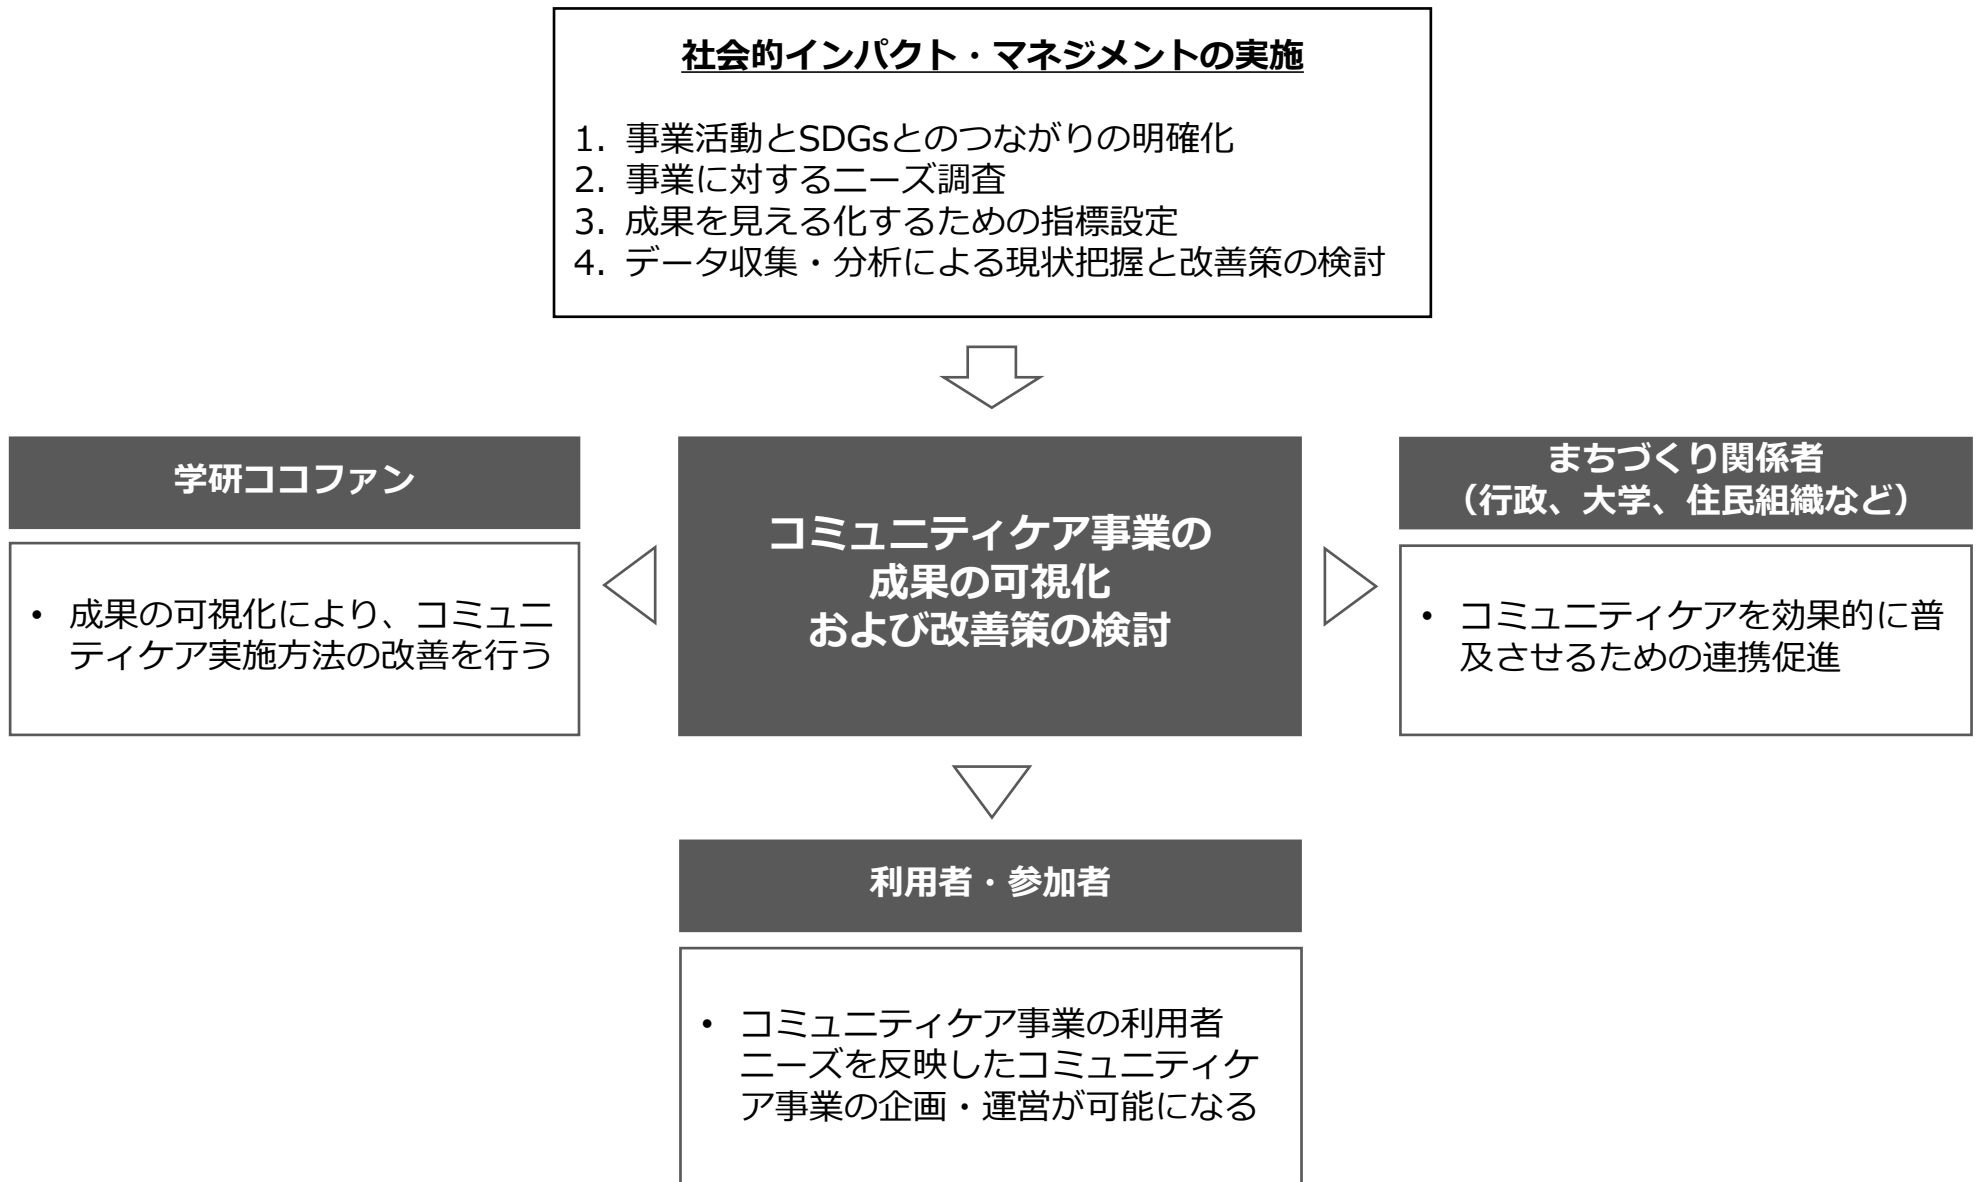 社会的インパクト・マネジメントの実施
1. 事業活動とSDGsとのつながりの明確化
2. 事業に対するニーズ調査
3. 成果を見える化するための指標設定
4. データ収集・分析による現状把握と改善策の検討
学研ココファン
• 成果の可視化により、コミュニ
ティケア実施方法の改善を行う
コミュニティケア事業の
成果の可視化
および改善策の検討
まちづくり関係者
（行政、大学、住民組織など）
• コミュニティケアを効果的に普
及させるための連携促進
利用者・参加者
• コミュニティケア事業の利用者
ニーズを反映したコミュニティケ
ア事業の企画・運営が可能になる